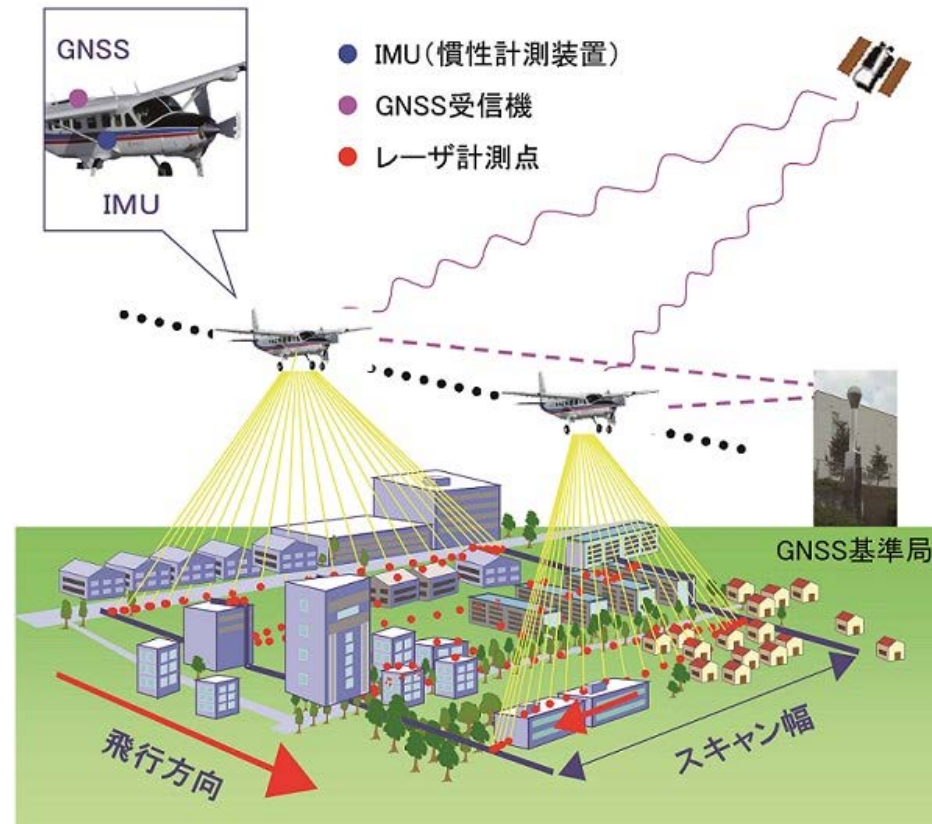 GNSS
IMU
IMU(慣性計測装置)
GNSS受信機
レーザ計測点
GNSS基準局
飛行方向
スキャン幅